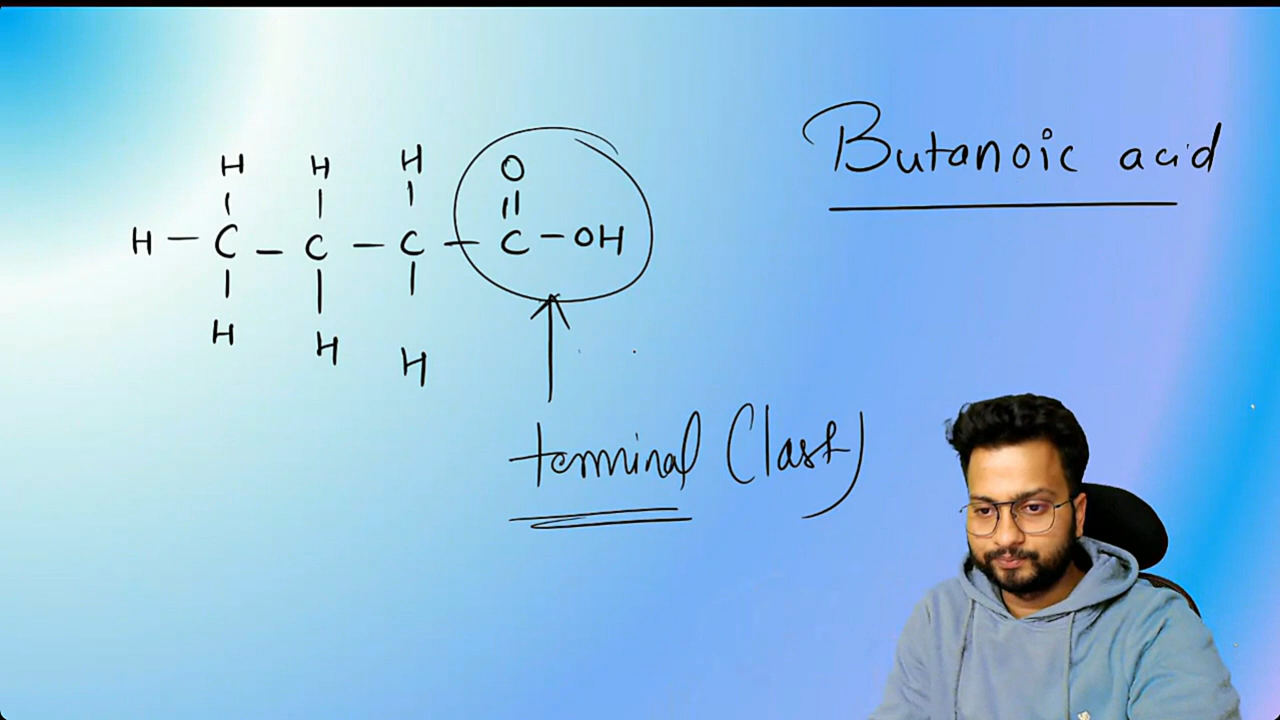 Butanoic acid
H H H O
H – C – C – C – C – OH
H H H
terminal (last)